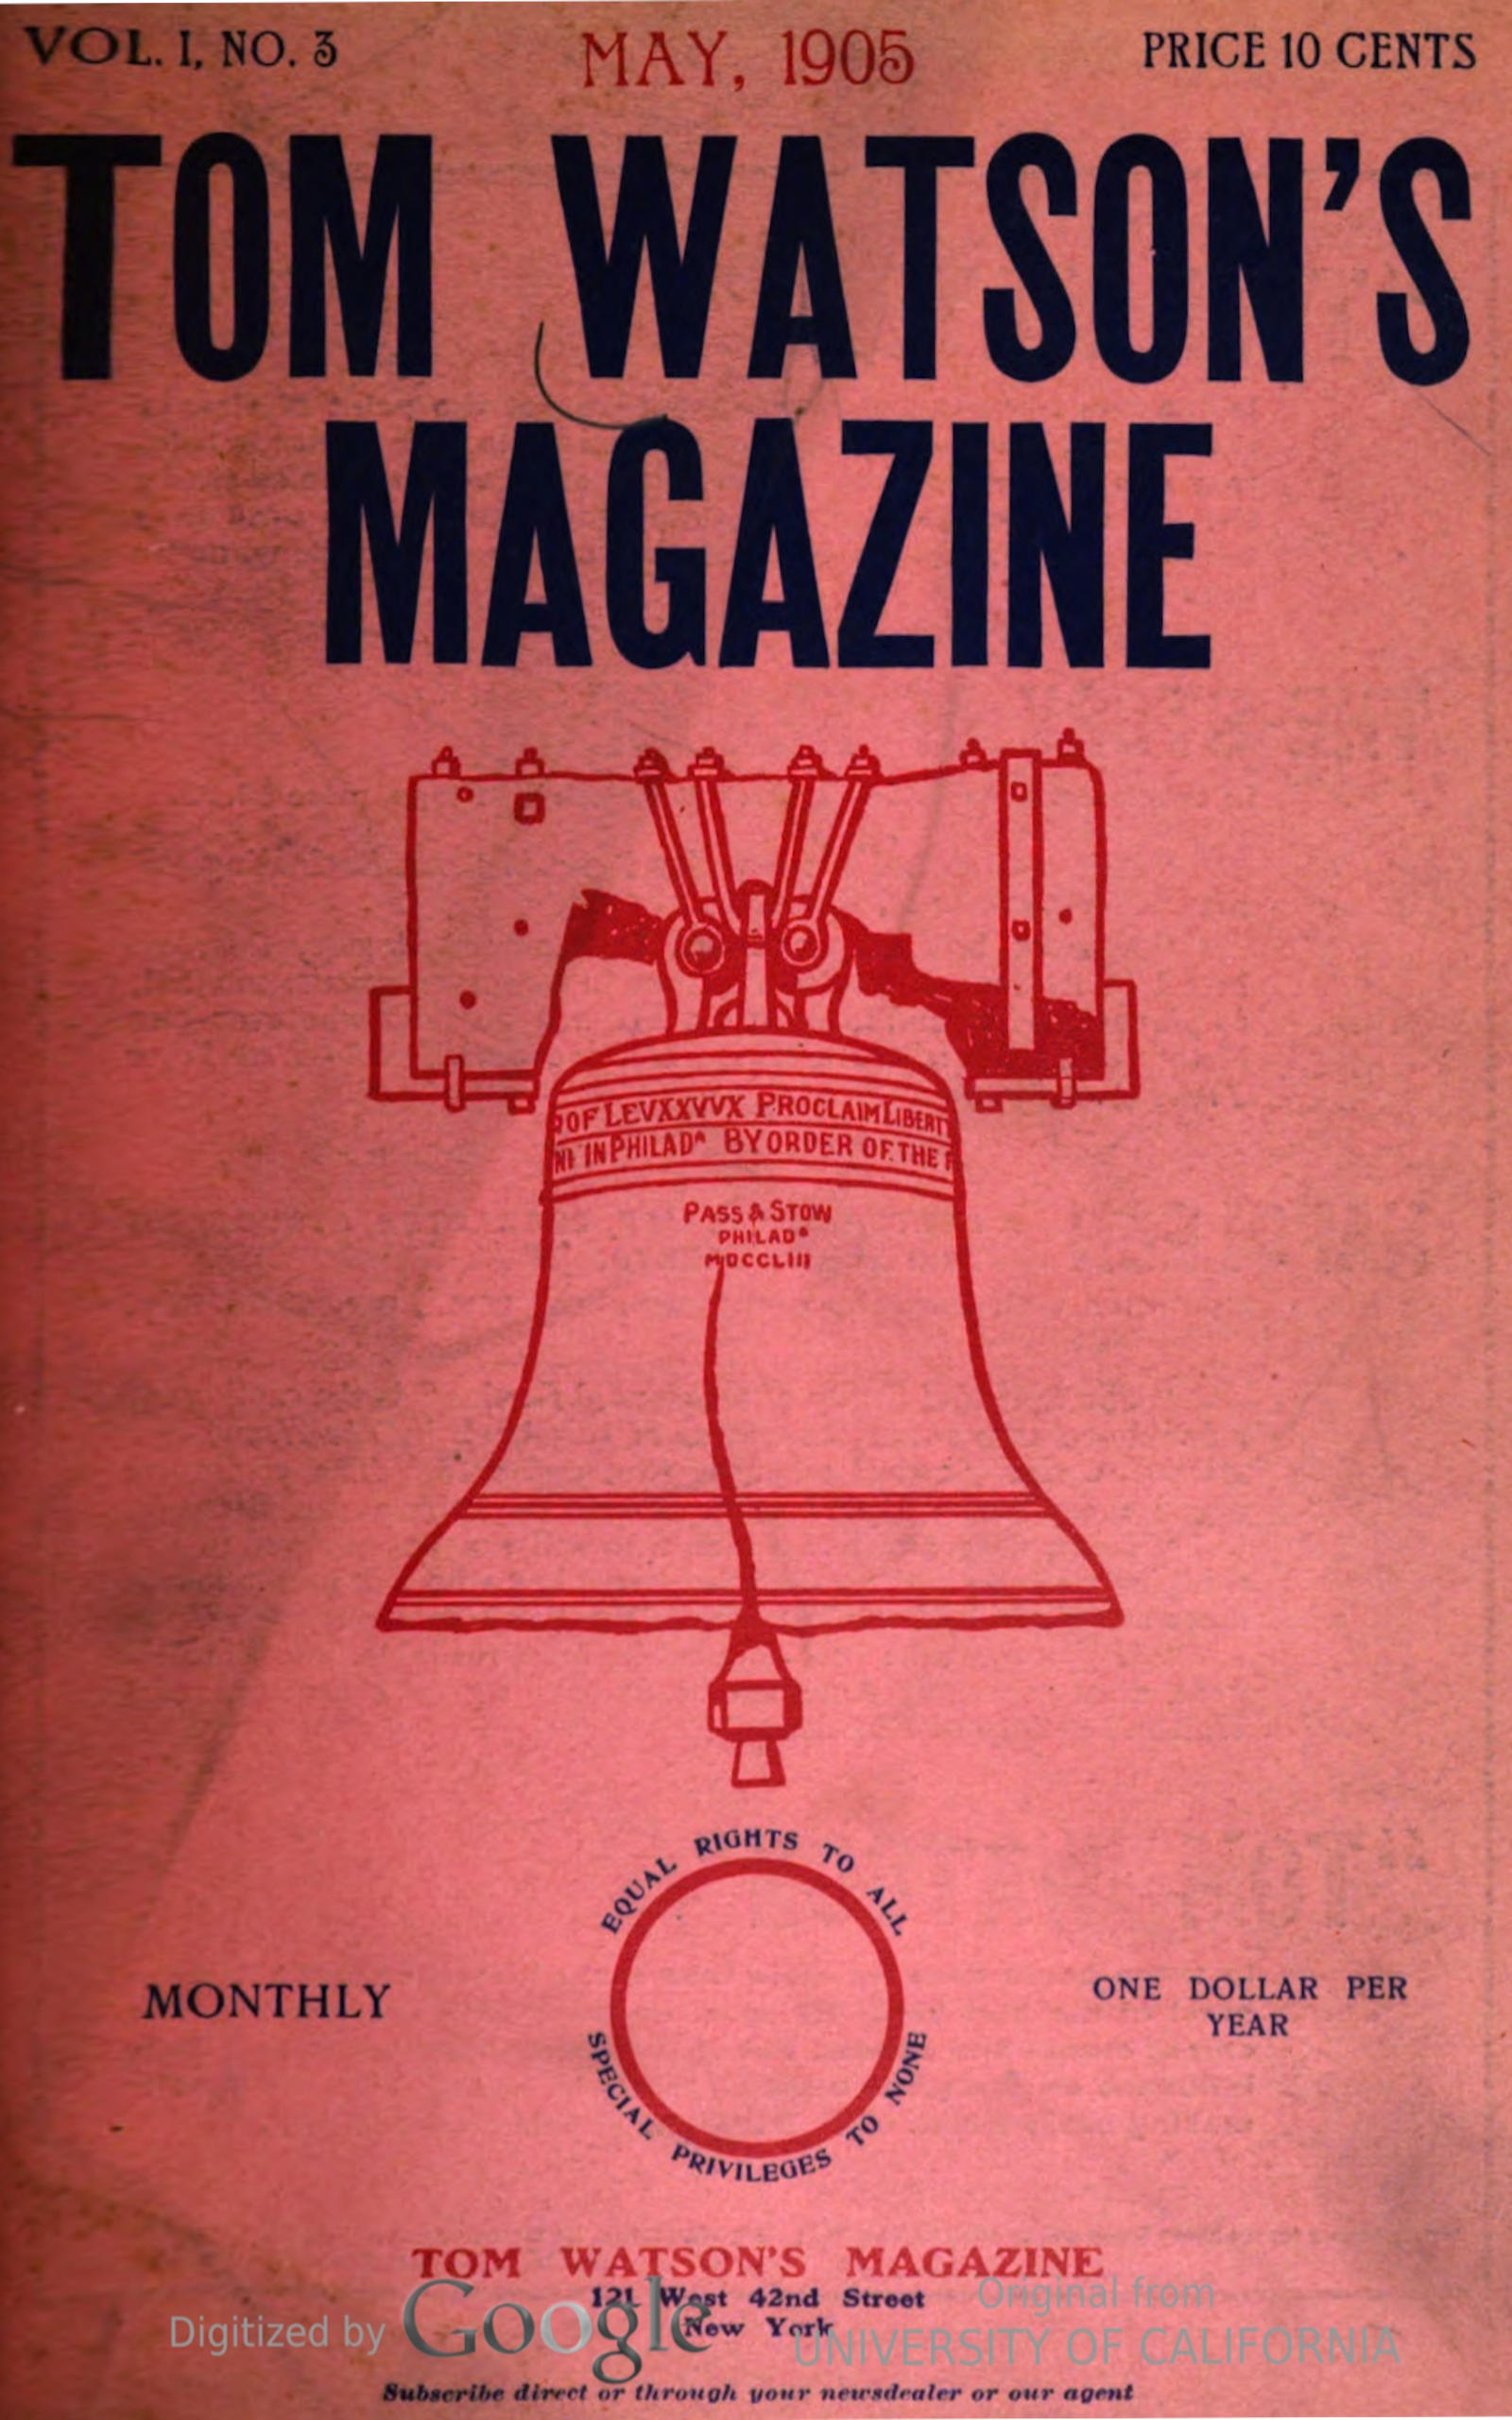 VOL. I, NO. 3
MAY, 1905
PRICE 10 CENTS
TOM WATSON'S
MAGAZINE
OF LEVXXVVX PROCLAIM LIBERT
IN PHILADA BY ORDER OF THE
PASS & STOW
PHILADA
MDCCLIII
EQUAL RIGHTS TO ALL
SPECIAL PRIVILEGES TO NONE
MONTHLY
ONE DOLLAR PER
YEAR
TOM WATSON'S MAGAZINE
121 West 42nd Street
New York
Digitized by Google
Original from
UNIVERSITY OF CALIFORNIA
Subscribe direct or through your newsdealer or our agent